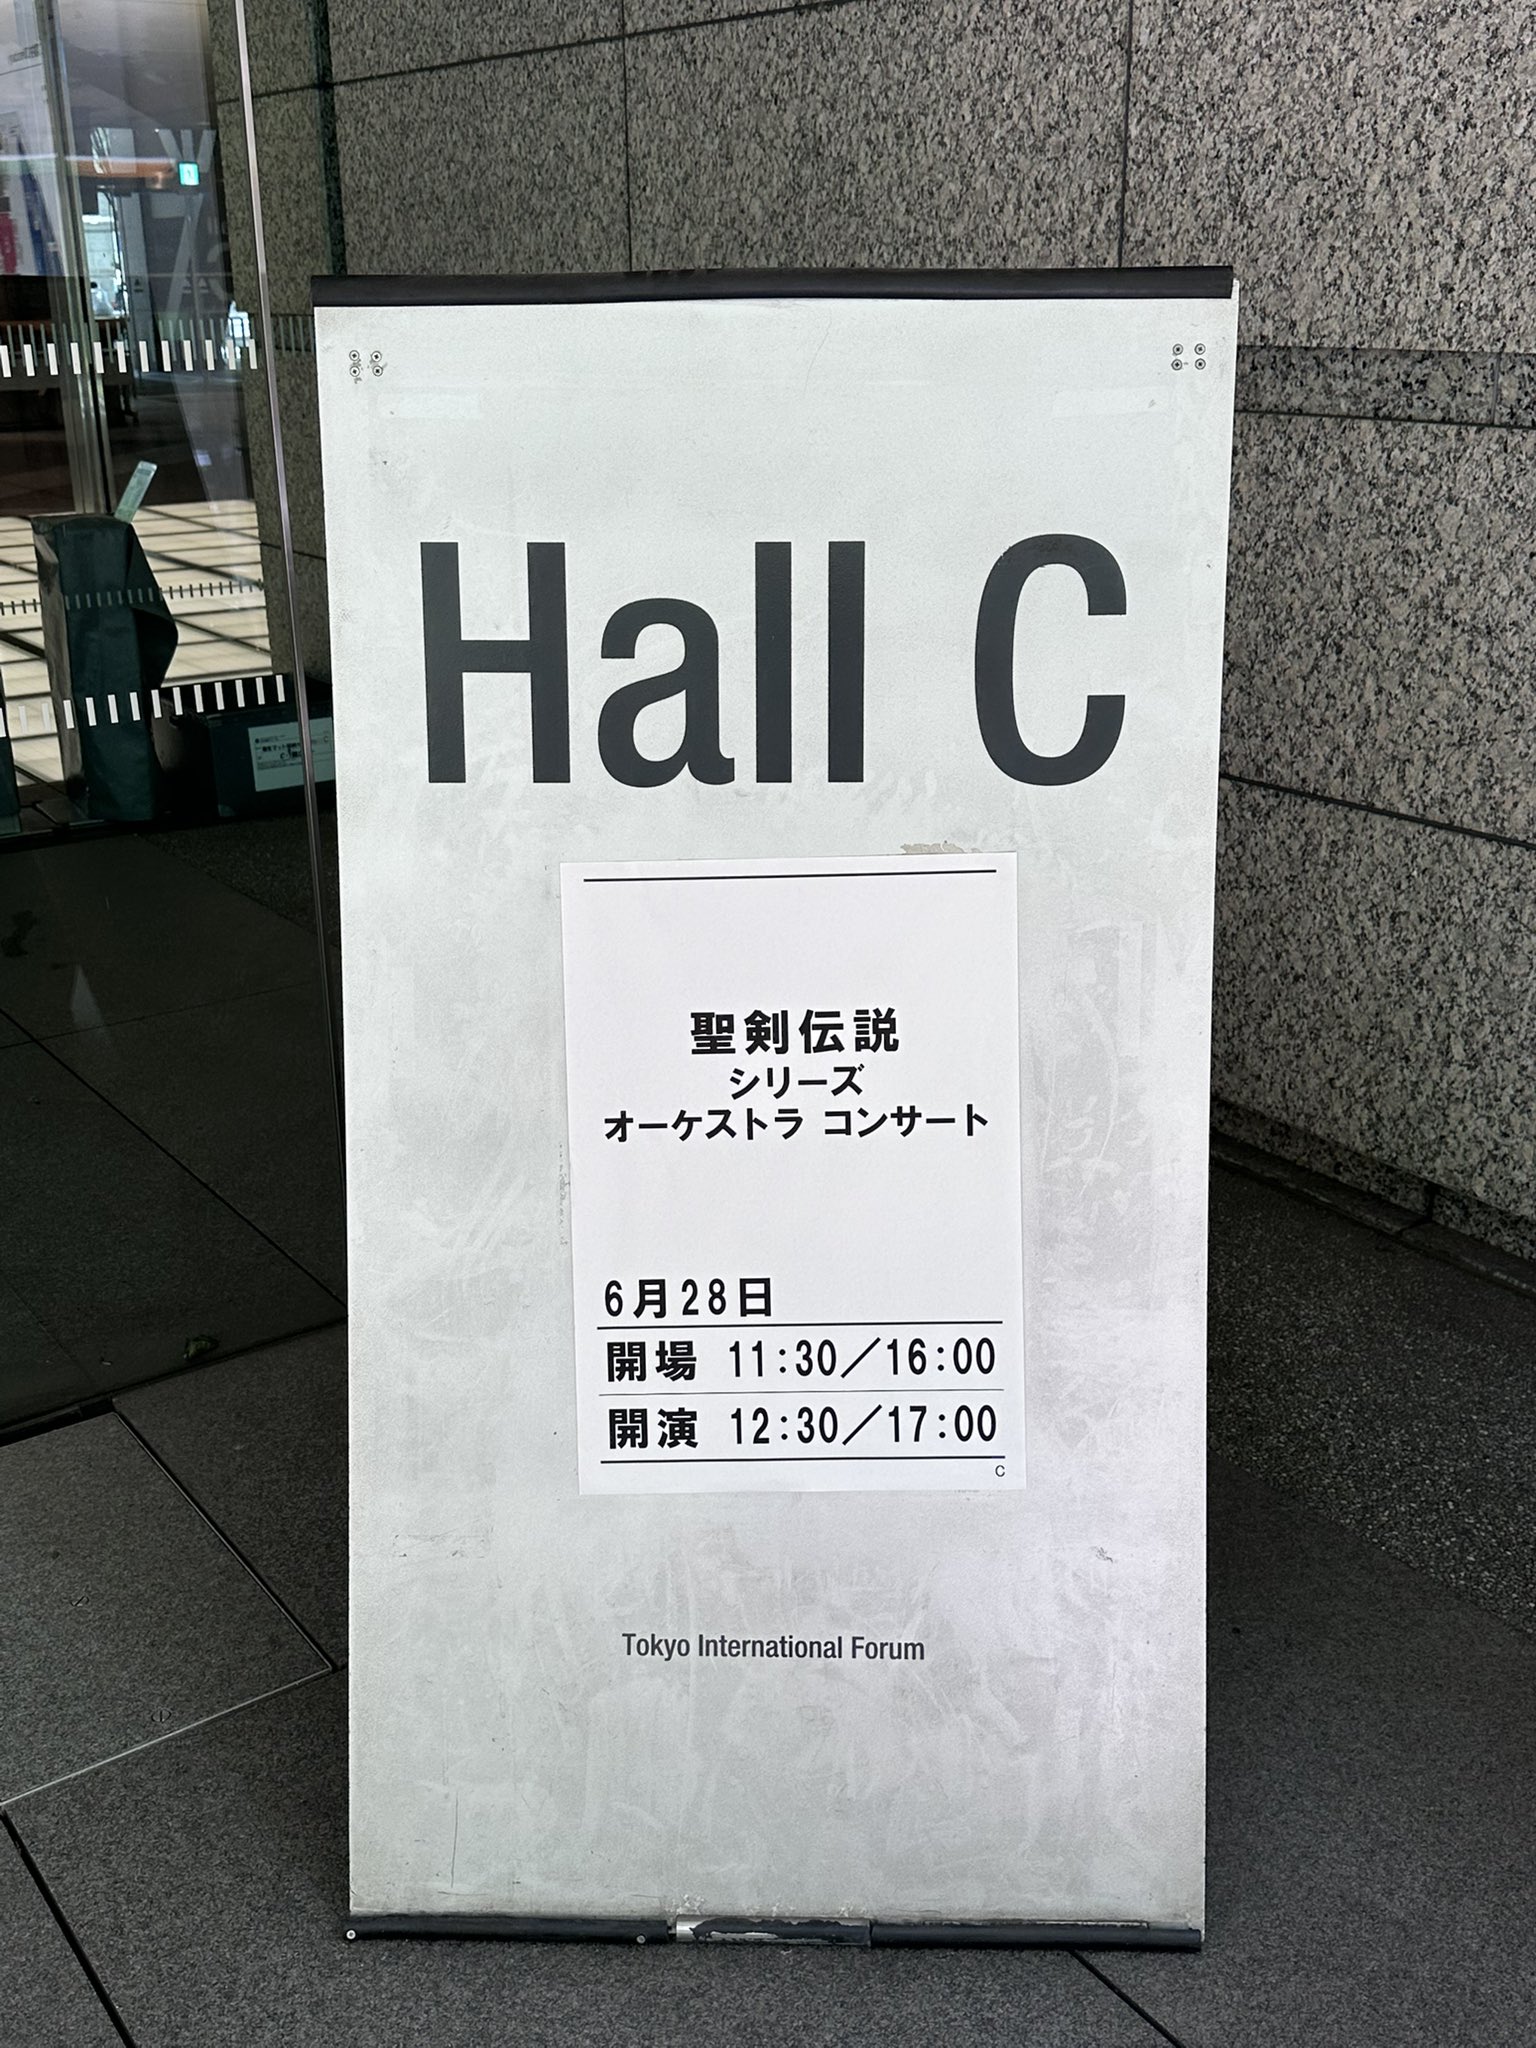 Hall C
聖剣伝説
シリーズ
オーケストラ コンサート
6月28日
開場 11:30／16:00
開演 12:30／17:00
C
Tokyo International Forum